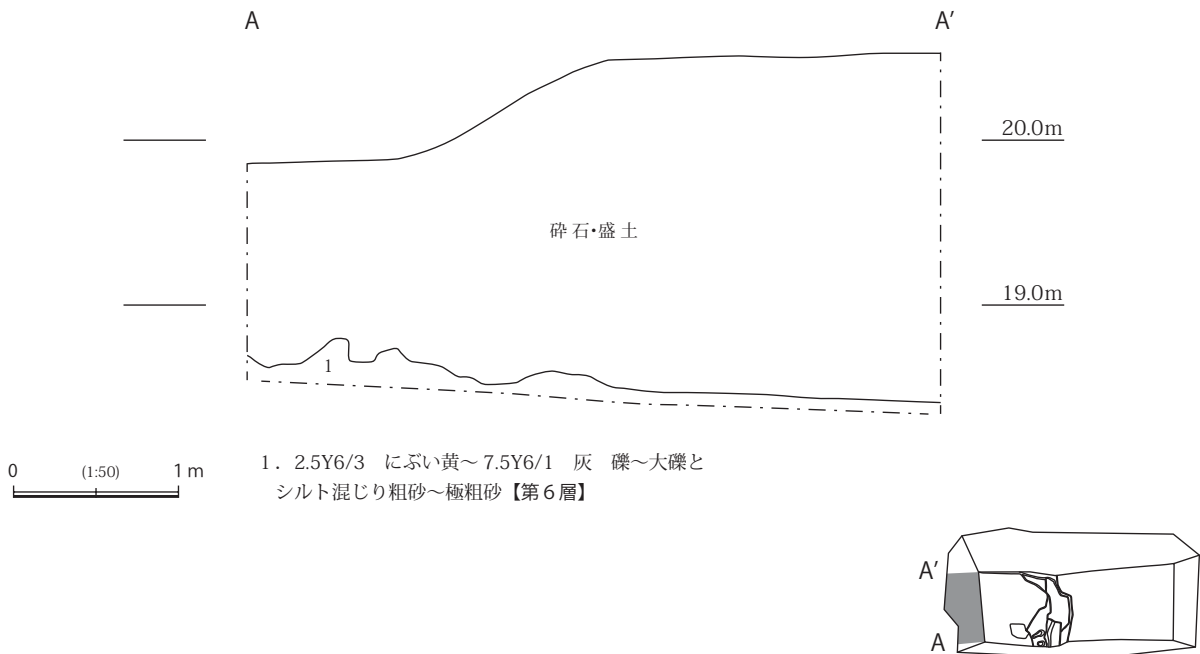 A A’
20.0m
砕石・盛土
19.0m
1
0 (1:50) 1 m
1．2.5Y6/3　にぶい黄～7.5Y6/1　灰　礫～大礫と
シルト混じり粗砂～極粗砂【第６層】
A’
A